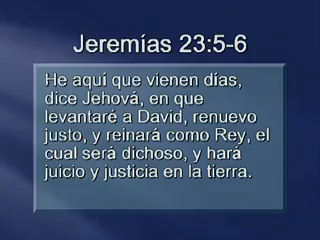 Jeremías 23:5-6
He aquí que vienen días,
dice Jehová, en que
levantaré a David, renuevo
justo, y reinará como Rey, el
cual será dichoso, y hará
juicio y justicia en la tierra.